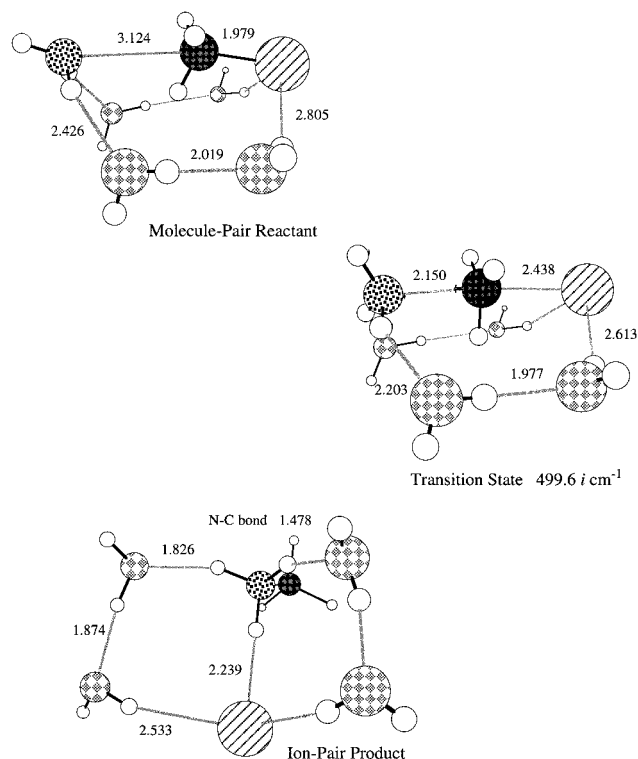 3.124 1.979
2.805
2.426
2.019
Molecule-Pair Reactant
2.150 2.438
2.613
2.203 1.977
Transition State 499.6 i cm-1
N-C bond 1.478
1.826
1.874
2.239
2.533
Ion-Pair Product